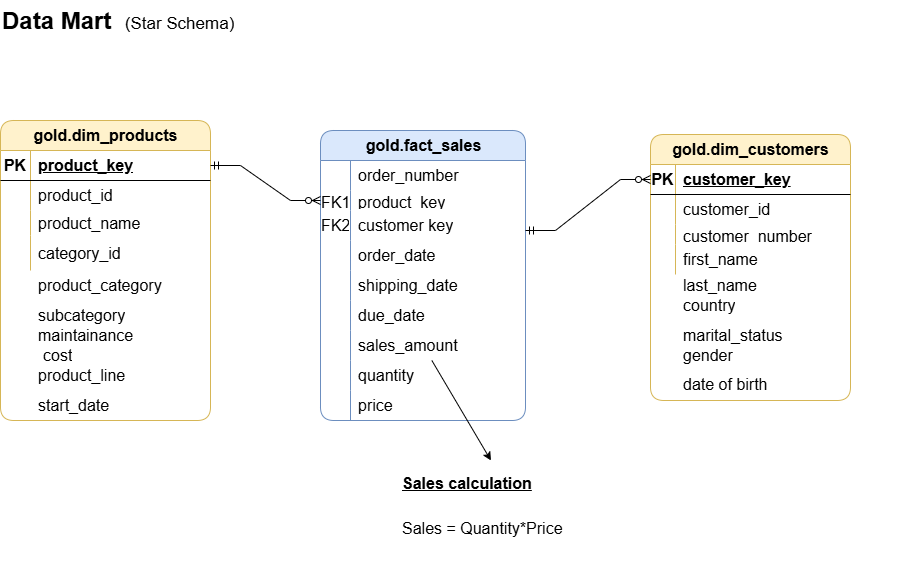 Data Mart (Star Schema)
gold.dim_products
PK product_key
product_id
product_name
category_id
product_category
subcategory
maintainance
cost
product_line
start_date
gold.fact_sales
order_number
FK1 product_key
FK2 customer key
order_date
shipping_date
due_date
sales_amount
quantity
price
gold.dim_customers
PK customer_key
customer_id
customer_number
first_name
last_name
country
marital_status
gender
date of birth
Sales calculation
Sales = Quantity*Price